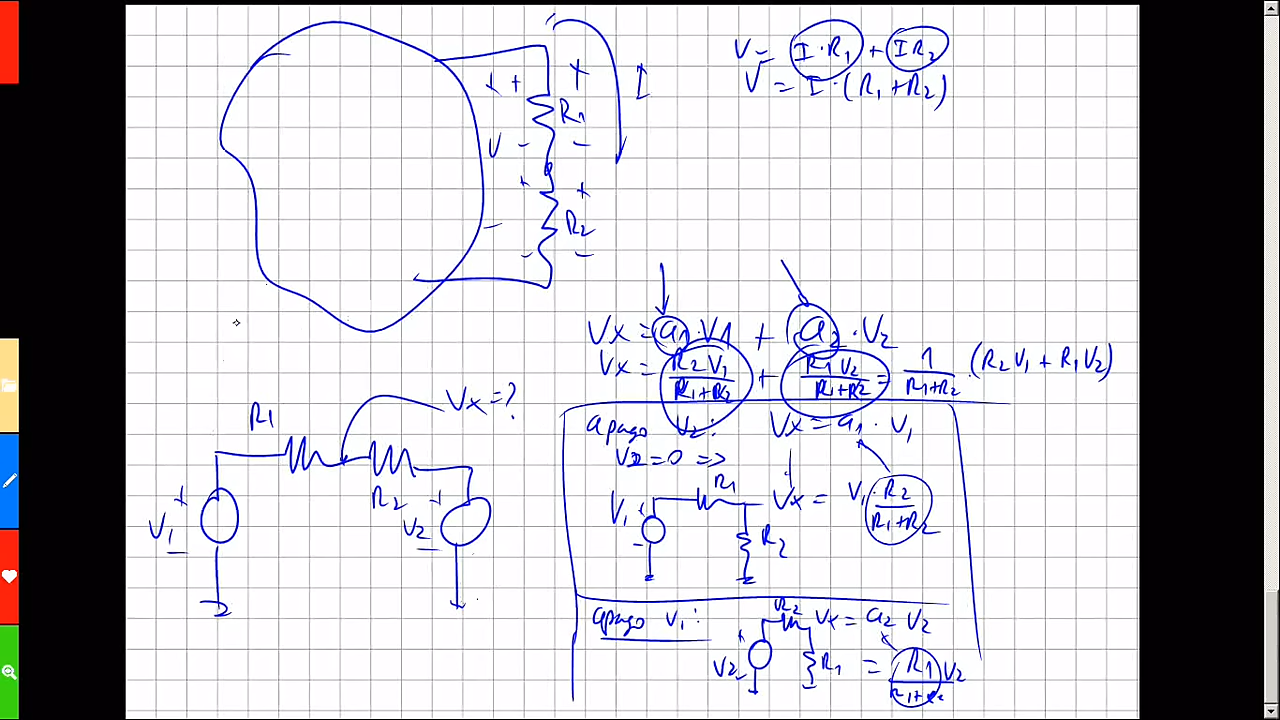 V = I·R1 + IR2
V = I·(R1+R2)
+ + +
I
R1
V - -
+ +
R2
- - -
Vx = a1·V1 + a2·V2
Vx = R2V1/(R1+R2) + R1V2/(R1+R2) = 1/(R1+R2)·(R2V1 + R1V2)
Vx=?
R1
R2
+
V1
-
+
V2
-
Apago V2: Vx = a1·V1
V2=0 =>
R1
V1 + - Vx = V1·R2/(R1+R2)
R2
Apago V1: R2 Vx = a2 V2
+
V2 - R1 = R1/(R1+R2) V2